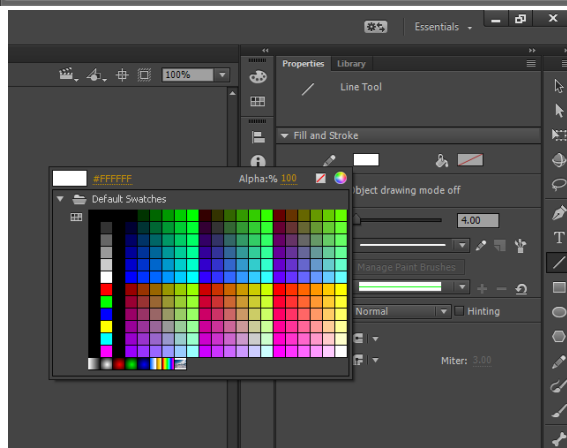 Essentials
100%
Properties Library
Line Tool
Fill and Stroke
#FFFFFF Alpha:% 100
Object drawing mode off
Default Swatches
4.00
Manage Paint Brushes
Normal Hinting
Miter: 3.00